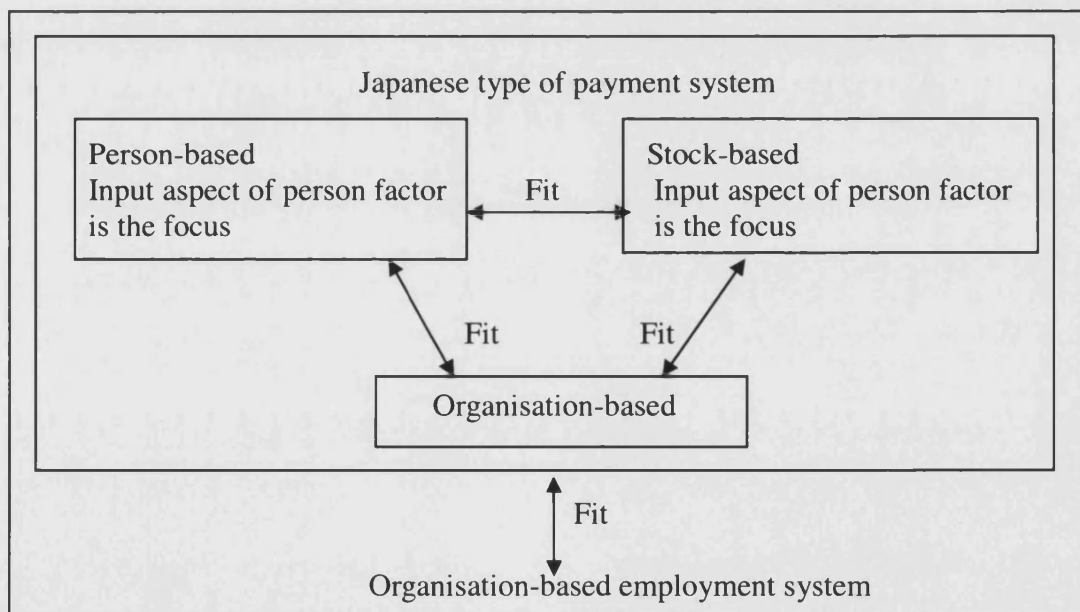 Japanese type of payment system
Person-based
Input aspect of person factor
is the focus
Fit
Stock-based
Input aspect of person factor
is the focus
Fit
Fit
Organisation-based
Fit
Organisation-based employment system